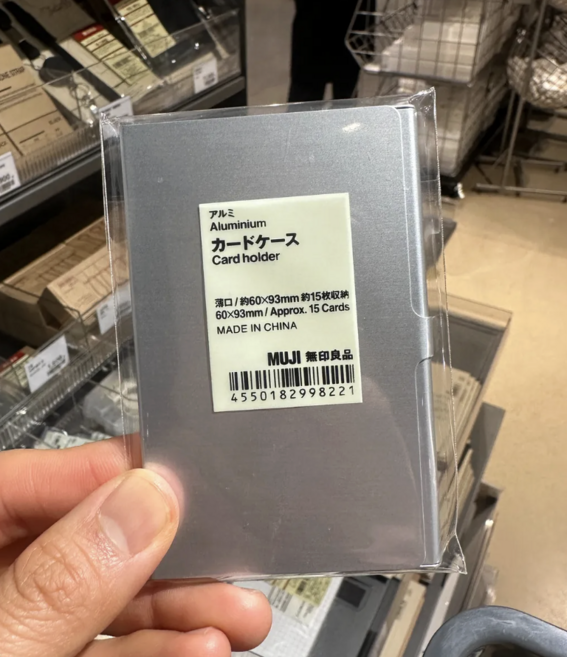 アルミ
Aluminium
カードケース
Card holder
薄口/約60×93mm 約15枚収納
60×93mm / Approx. 15 Cards
MADE IN CHINA
MUJI 無印良品
4550182998221